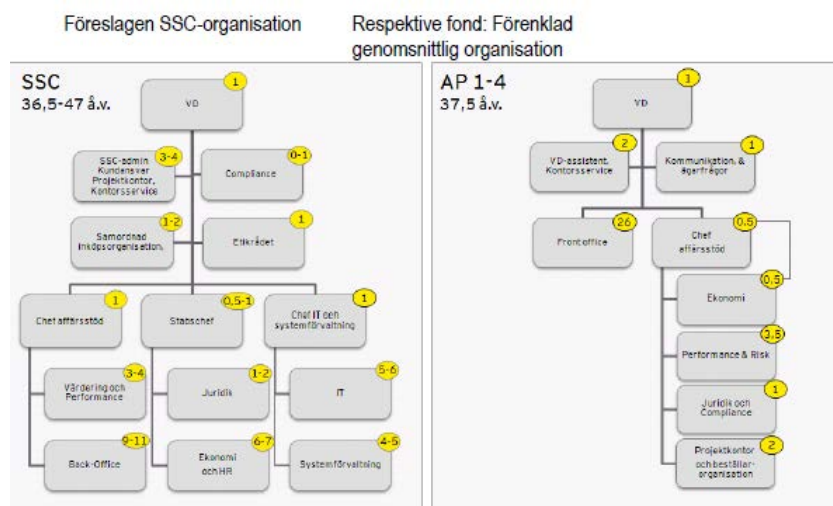 Föreslagen SSC-organisation
Respektive fond: Förenklad
genomsnittlig organisation
SSC
36,5-47 å.v.
VD
1
SSC-admin
Kundansvar
Projektkontor,
Kontorsservice
3-4
Compliance
0-1
Samordnad
inköpsorganisation.
1-2
Etikrådet
1
Chef affärsstöd
1
Stabschef
0,5-1
Chef IT och
systemförvaltning
1
Värdering och
Performance
3-4
Juridik
1-2
IT
5-6
Back-Office
9-11
Ekonomi
och HR
6-7
Systemförvaltning
4-5
AP 1-4
37,5 å.v.
VD
1
VD-assistent,
Kontorsservice
2
Kommunikation, &
ägarfrågor
1
Front office
26
Chef
affärsstöd
0,5
Ekonomi
0,5
Performance & Risk
3,5
Juridik och
Compliance
1
Projektkontor
och beställar-
organisation
2